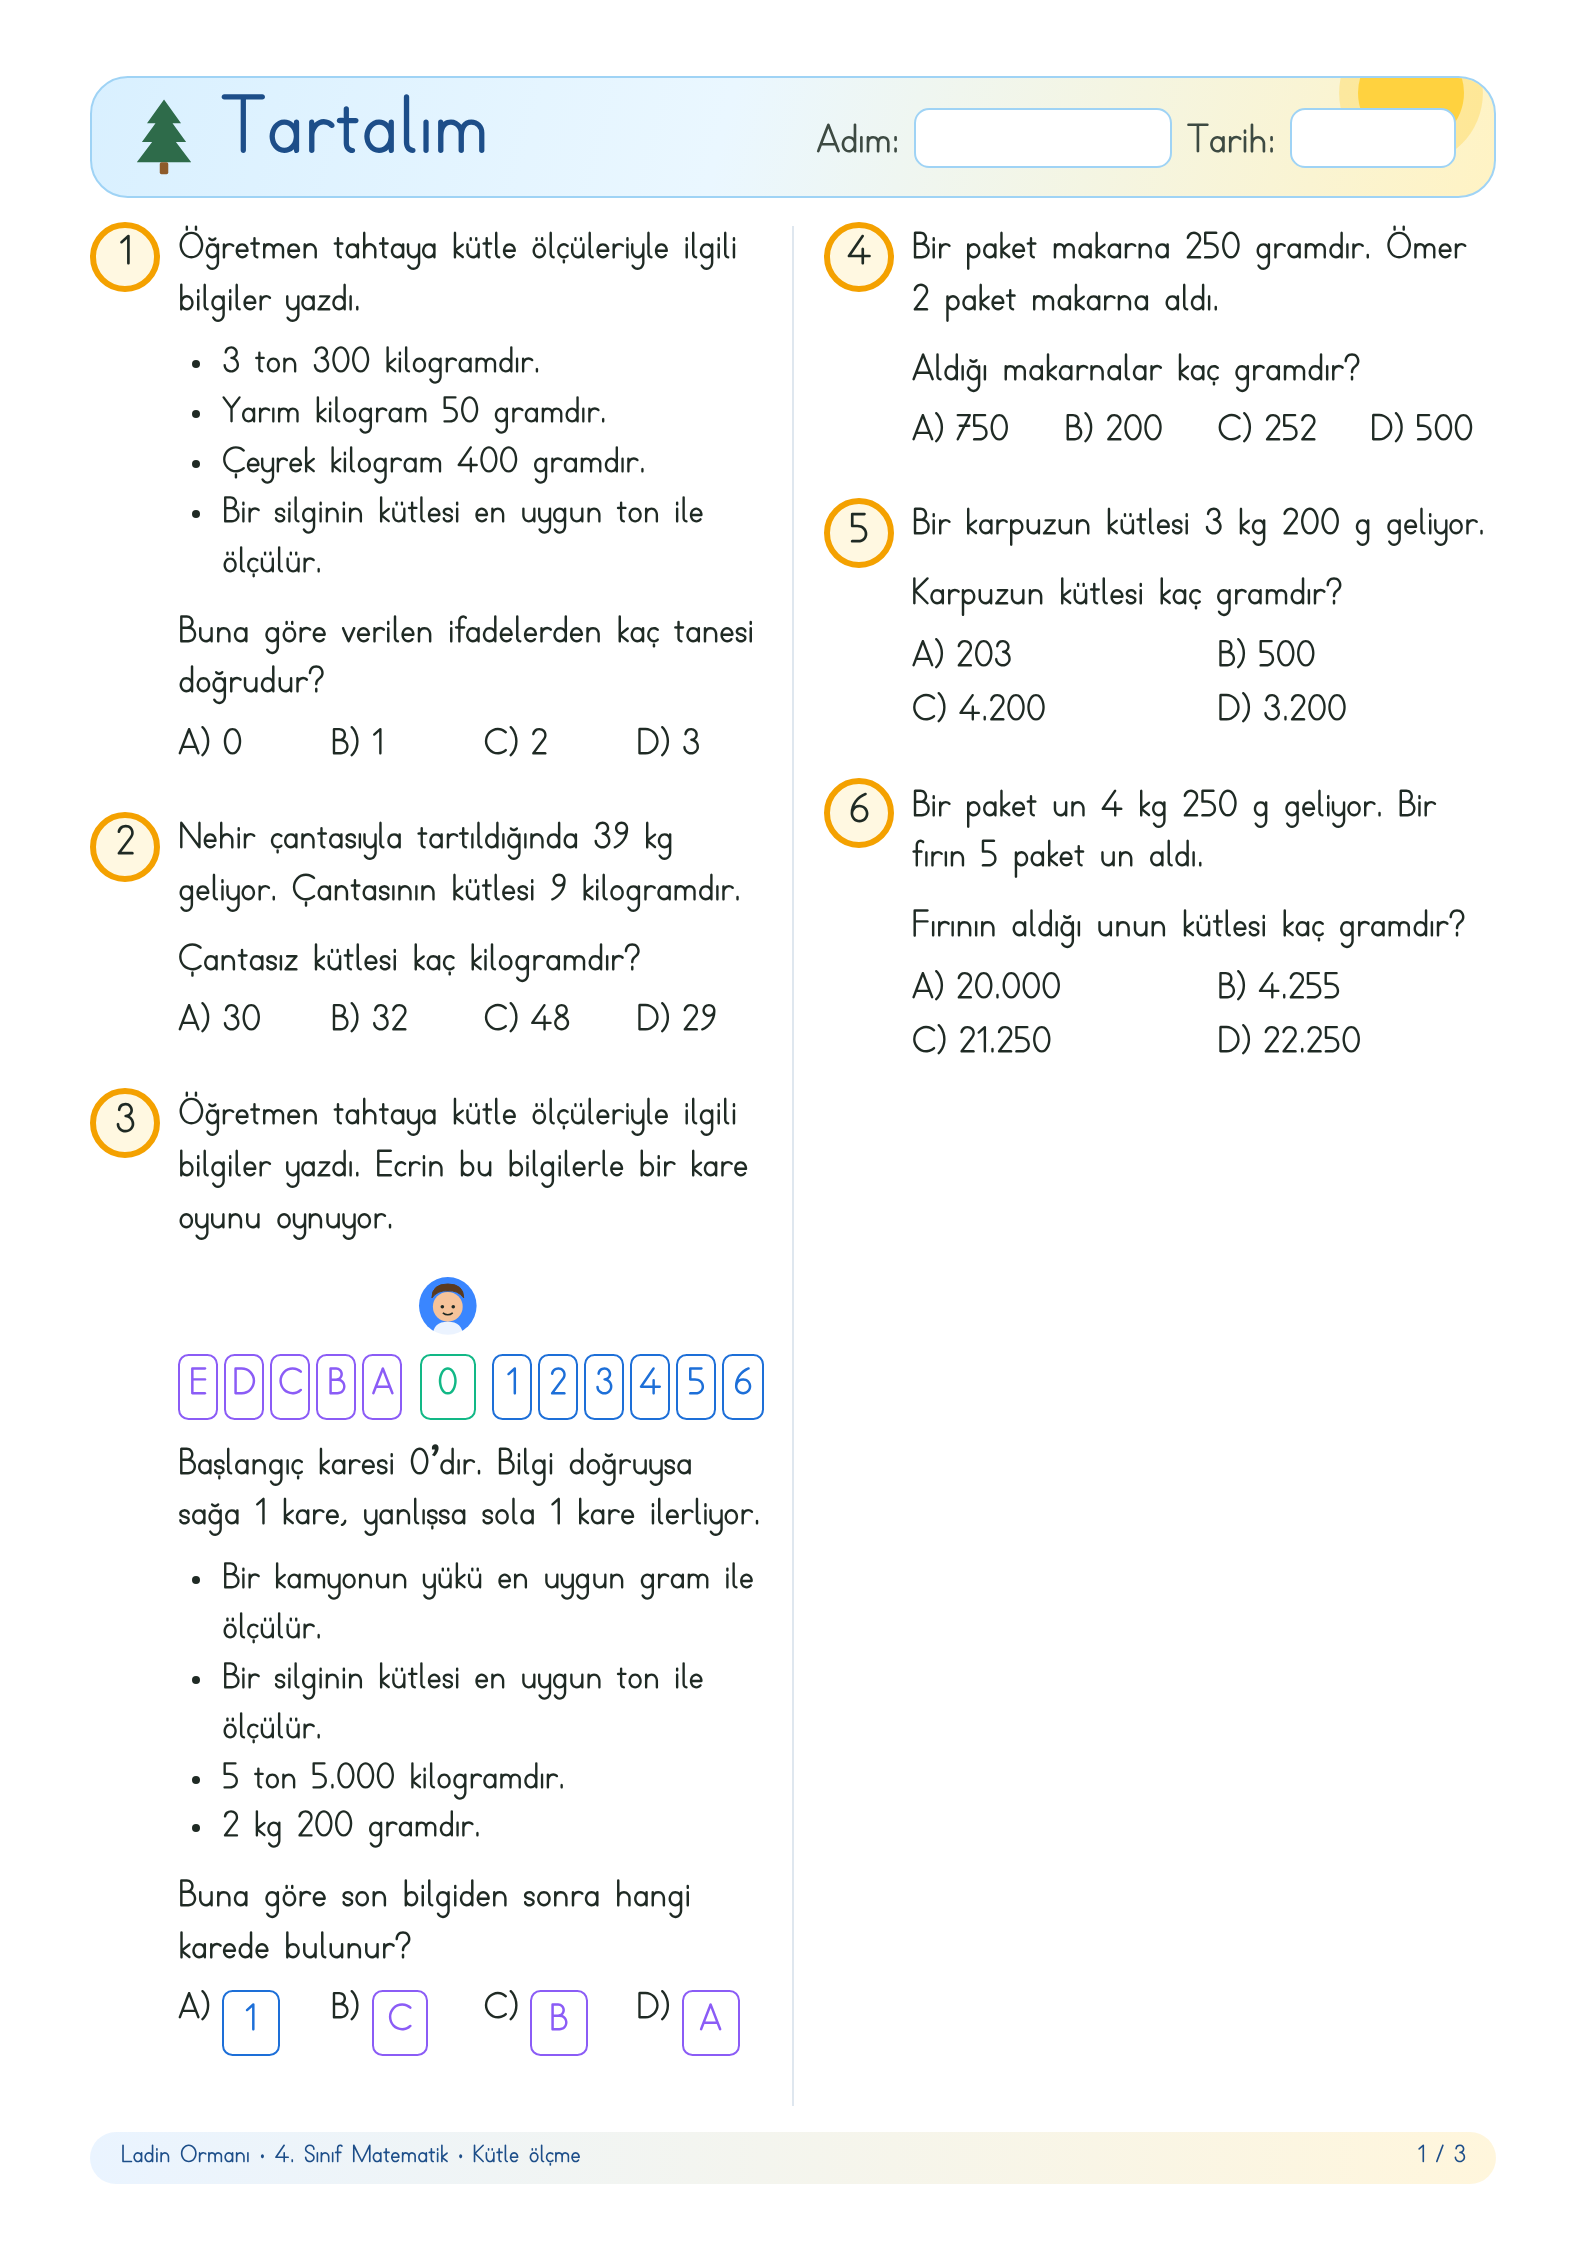 Tartalım
Adım:
Tarih:
1
Öğretmen tahtaya kütle ölçüleriyle ilgili
bilgiler yazdı.
• 3 ton 300 kilogramdır.
• Yarım kilogram 50 gramdır.
• Çeyrek kilogram 400 gramdır.
• Bir silginin kütlesi en uygun ton ile
ölçülür.
Buna göre verilen ifadelerden kaç tanesi
doğrudur?
A) 0 B) 1 C) 2 D) 3
2
Nehir çantasıyla tartıldığında 39 kg
geliyor. Çantasının kütlesi 9 kilogramdır.
Çantasız kütlesi kaç kilogramdır?
A) 30 B) 32 C) 48 D) 29
3
Öğretmen tahtaya kütle ölçüleriyle ilgili
bilgiler yazdı. Ecrin bu bilgilerle bir kare
oyunu oynuyor.
E D C B A 0 1 2 3 4 5 6
Başlangıç karesi 0’dır. Bilgi doğruysa
sağa 1 kare, yanlışsa sola 1 kare ilerliyor.
• Bir kamyonun yükü en uygun gram ile
ölçülür.
• Bir silginin kütlesi en uygun ton ile
ölçülür.
• 5 ton 5.000 kilogramdır.
• 2 kg 200 gramdır.
Buna göre son bilgiden sonra hangi
karede bulunur?
A) 1 B) C C) B D) A
4
Bir paket makarna 250 gramdır. Ömer
2 paket makarna aldı.
Aldığı makarnalar kaç gramdır?
A) 750 B) 200 C) 252 D) 500
5
Bir karpuzun kütlesi 3 kg 200 g geliyor.
Karpuzun kütlesi kaç gramdır?
A) 203 B) 500
C) 4.200 D) 3.200
6
Bir paket un 4 kg 250 g geliyor. Bir
fırın 5 paket un aldı.
Fırının aldığı unun kütlesi kaç gramdır?
A) 20.000 B) 4.255
C) 21.250 D) 22.250
Ladin Ormanı • 4. Sınıf Matematik • Kütle ölçme
1 / 3